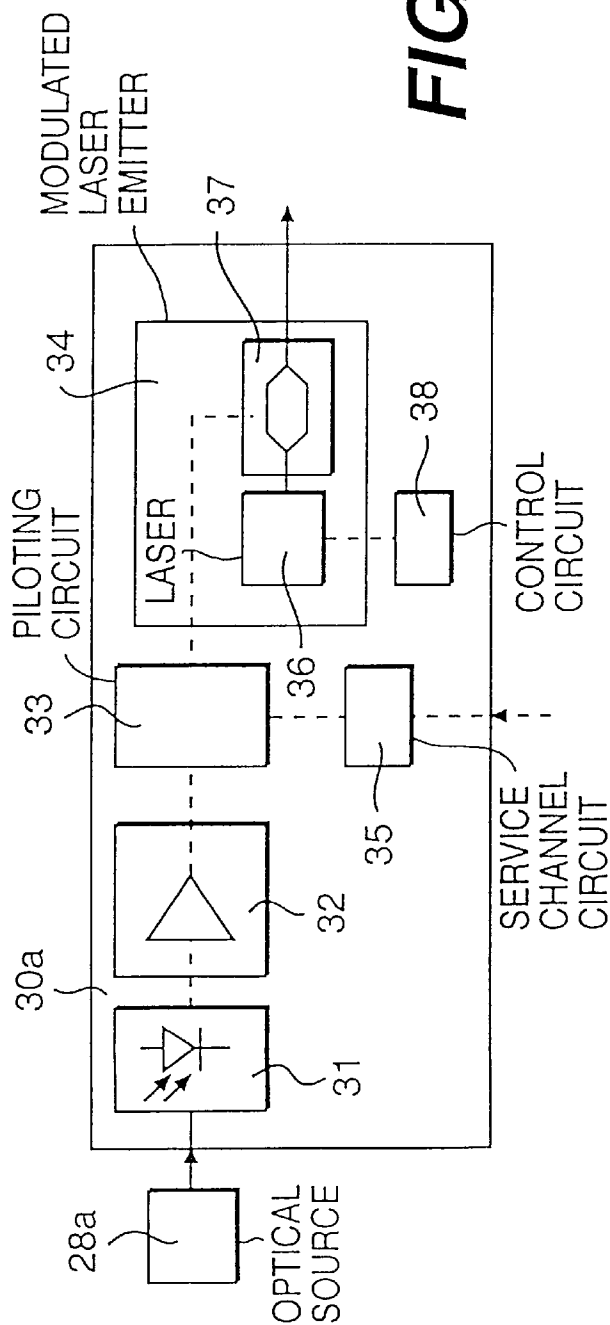 28a
OPTICAL
SOURCE
30a
31
32
33
PILOTING
CIRCUIT
35
SERVICE
CHANNEL
CIRCUIT
34
LASER
36
37
MODULATED
LASER
EMITTER
38
CONTROL
CIRCUIT
FIG